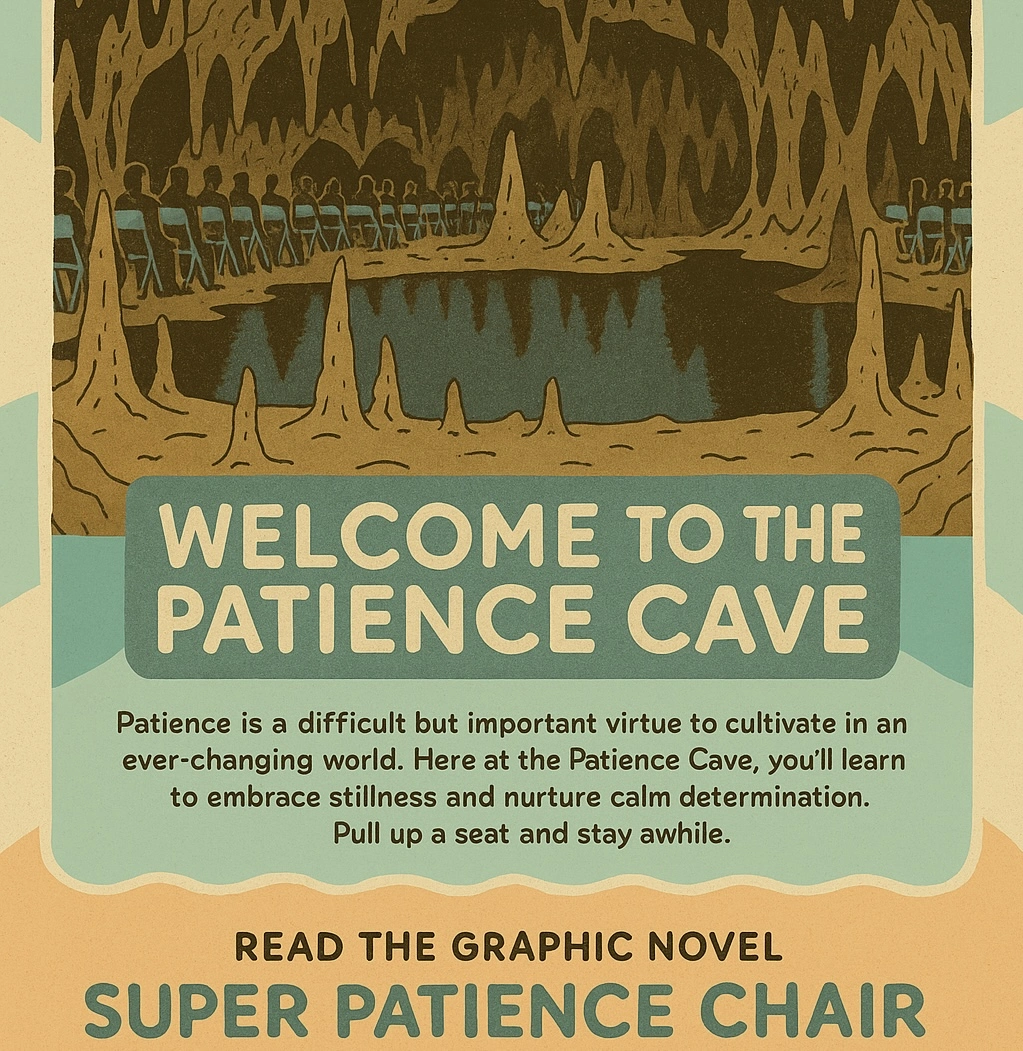 WELCOME TO THE
PATIENCE CAVE
Patience is a difficult but important virtue to cultivate in an
ever-changing world. Here at the Patience Cave, you’ll learn
to embrace stillness and nurture calm determination.
Pull up a seat and stay awhile.
READ THE GRAPHIC NOVEL
SUPER PATIENCE CHAIR